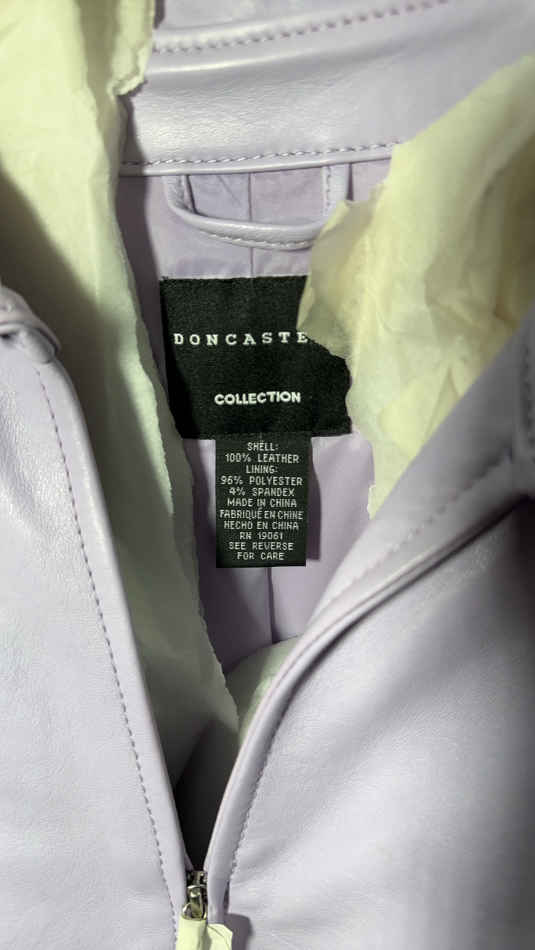 DONCASTE
COLLECTION
SHELL:
100% LEATHER
LINING:
96% POLYESTER
4% SPANDEX
MADE IN CHINA
FABRIQUÉ EN CHINE
HECHO EN CHINA
RN 19061
SEE REVERSE
FOR CARE